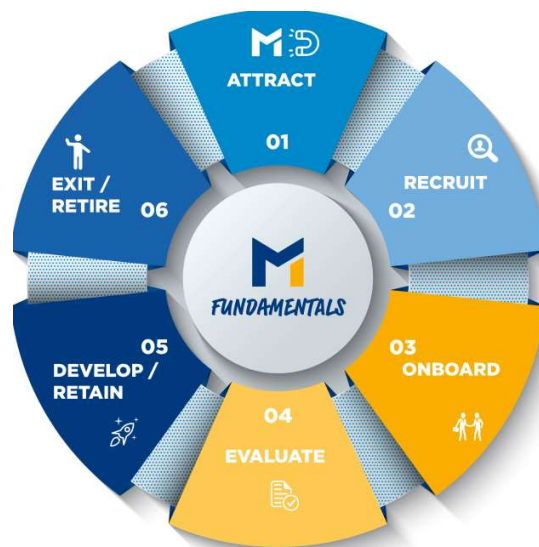 M
ATTRACT
01
RECRUIT
02
03
ONBOARD
04
EVALUATE
05
DEVELOP /
RETAIN
EXIT /
RETIRE
06
M
FUNDAMENTALS